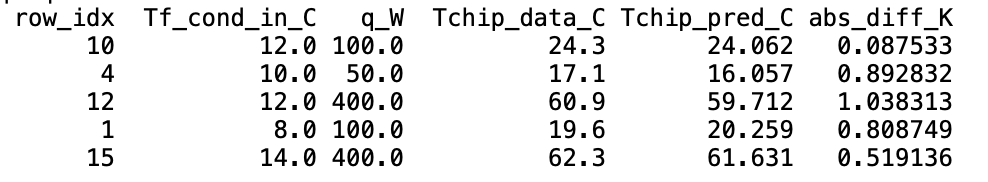 row_idx Tf_cond_in_C q_W Tchip_data_C Tchip_pred_C abs_diff_K
10 12.0 100.0 24.3 24.062 0.087533
4 10.0 50.0 17.1 16.057 0.892832
12 12.0 400.0 60.9 59.712 1.038313
1 8.0 100.0 19.6 20.259 0.808749
15 14.0 400.0 62.3 61.631 0.519136